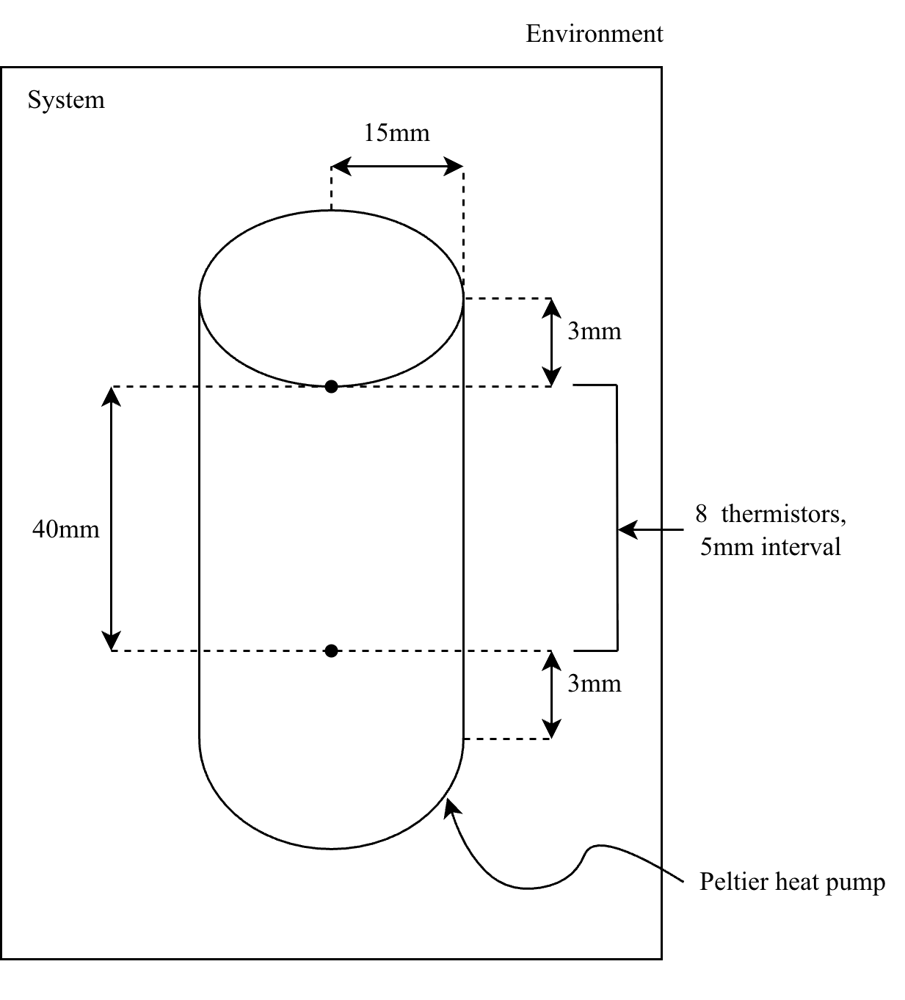 Environment
System
15mm
3mm
40mm
8 thermistors,
5mm interval
3mm
Peltier heat pump